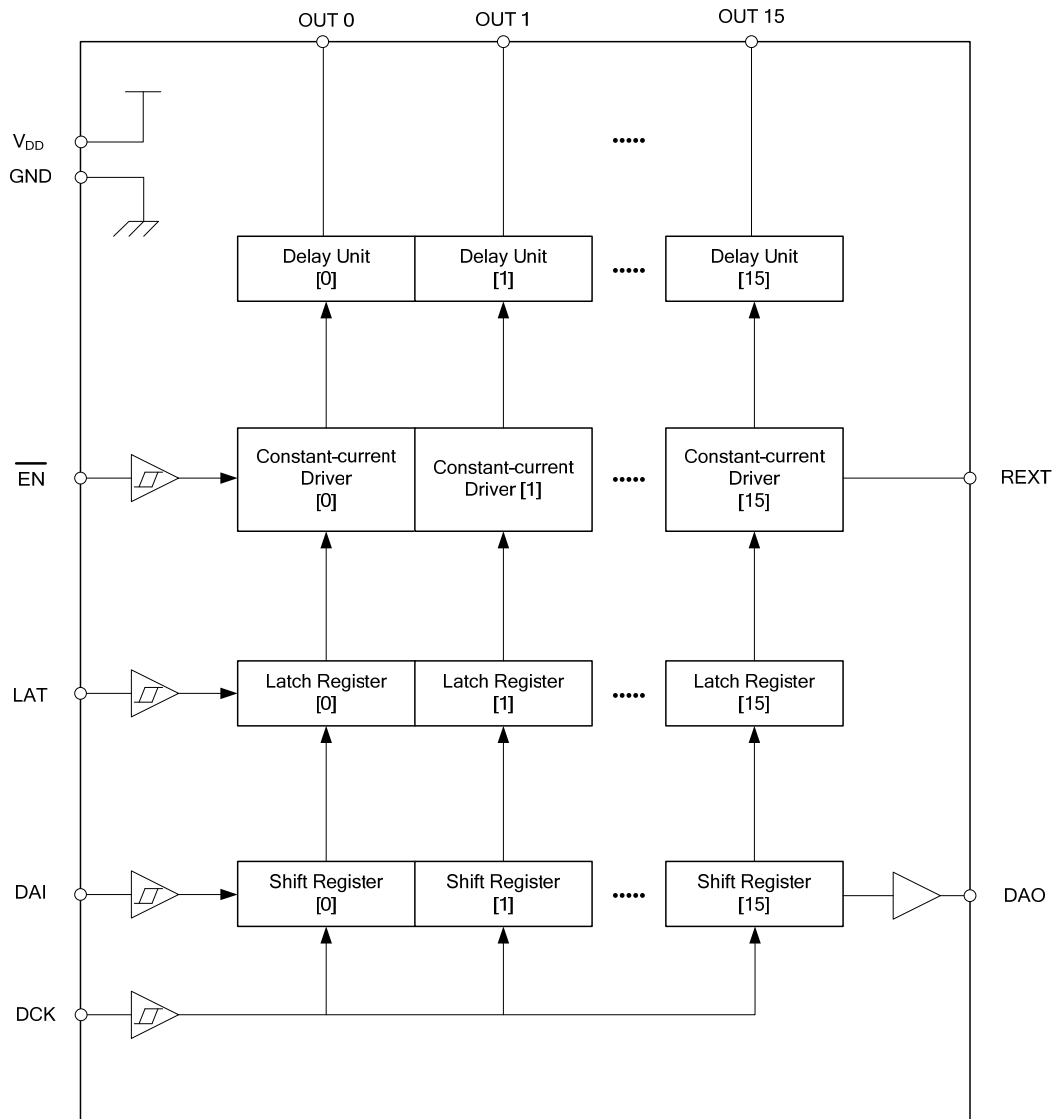 OUT 0
OUT 1
OUT 15
VDD
GND
Delay Unit
[0]
Delay Unit
[1]
Delay Unit
[15]
EN
Constant-current
Driver
[0]
Constant-current
Driver [1]
Constant-current
Driver
[15]
REXT
LAT
Latch Register
[0]
Latch Register
[1]
Latch Register
[15]
DAI
Shift Register
[0]
Shift Register
[1]
Shift Register
[15]
DAO
DCK